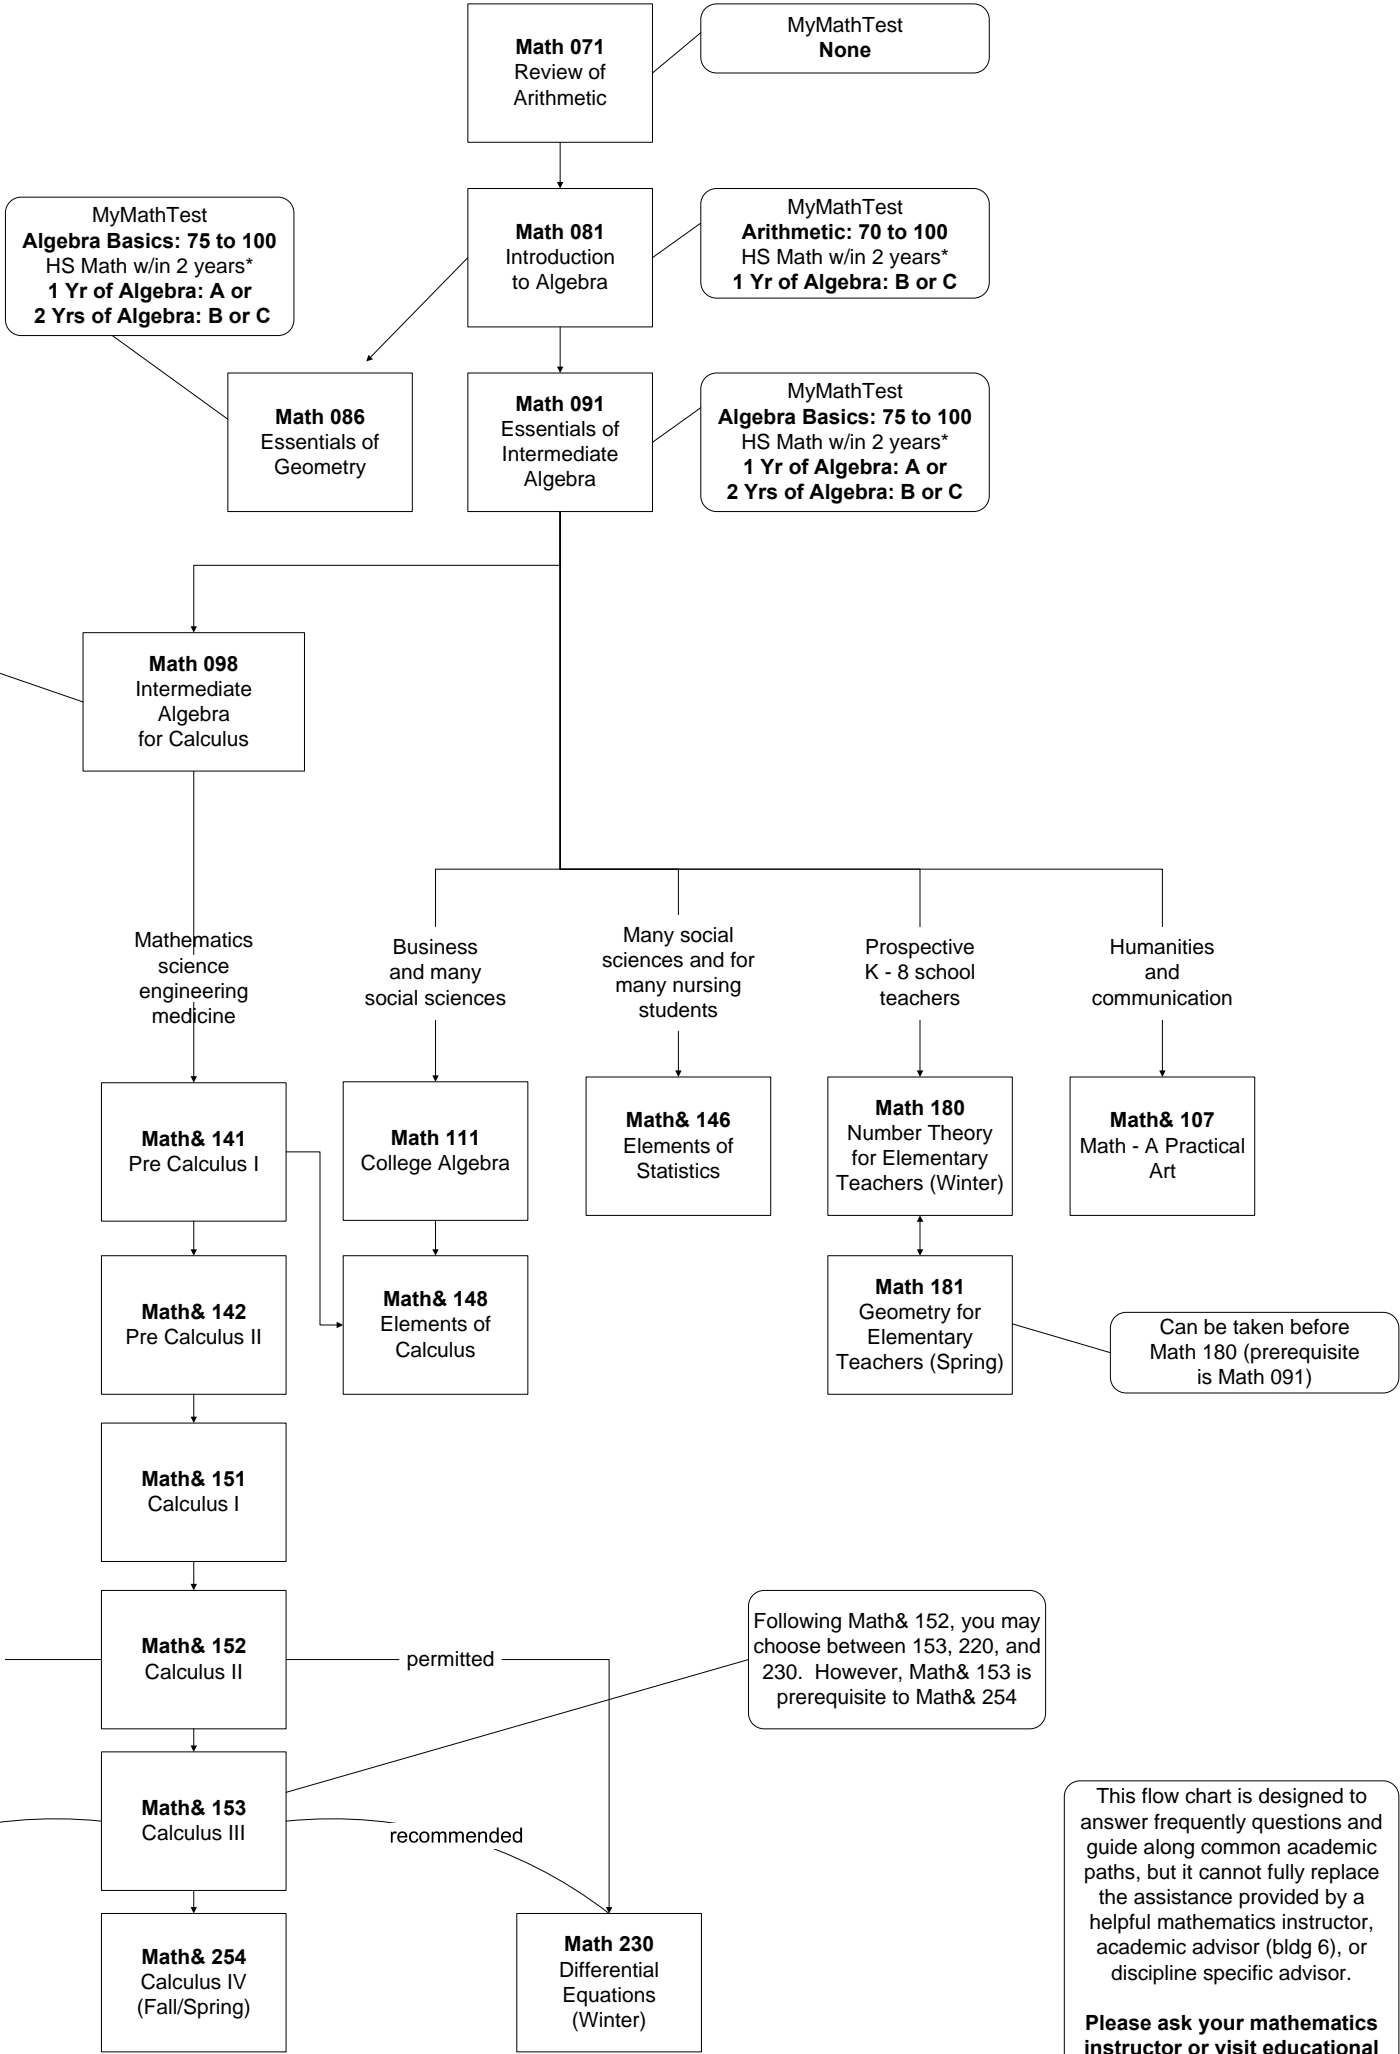 Math 071
Review of
Arithmetic
MyMathTest
None
MyMathTest
Algebra Basics: 75 to 100
HS Math w/in 2 years*
1 Yr of Algebra: A or
2 Yrs of Algebra: B or C
Math 081
Introduction
to Algebra
MyMathTest
Arithmetic: 70 to 100
HS Math w/in 2 years*
1 Yr of Algebra: B or C
Math 086
Essentials of
Geometry
Math 091
Essentials of
Intermediate
Algebra
MyMathTest
Algebra Basics: 75 to 100
HS Math w/in 2 years*
1 Yr of Algebra: A or
2 Yrs of Algebra: B or C
Math 098
Intermediate
Algebra
for Calculus
Mathematics
science
engineering
medicine
Business
and many
social sciences
Many social
sciences and for
many nursing
students
Prospective
K - 8 school
teachers
Humanities
and
communication
Math& 141
Pre Calculus I
Math 111
College Algebra
Math& 146
Elements of
Statistics
Math 180
Number Theory
for Elementary
Teachers (Winter)
Math& 107
Math - A Practical
Art
Math& 142
Pre Calculus II
Math& 148
Elements of
Calculus
Math 181
Geometry for
Elementary
Teachers (Spring)
Can be taken before
Math 180 (prerequisite
is Math 091)
Math& 151
Calculus I
Math& 152
Calculus II
permitted
Following Math& 152, you may
choose between 153, 220, and
230. However, Math& 153 is
prerequisite to Math& 254
Math& 153
Calculus III
recommended
Math& 254
Calculus IV
(Fall/Spring)
Math 230
Differential
Equations
(Winter)
This flow chart is designed to
answer frequently questions and
guide along common academic
paths, but it cannot fully replace
the assistance provided by a
helpful mathematics instructor,
academic advisor (bldg 6), or
discipline specific advisor.
Please ask your mathematics
instructor or visit educational